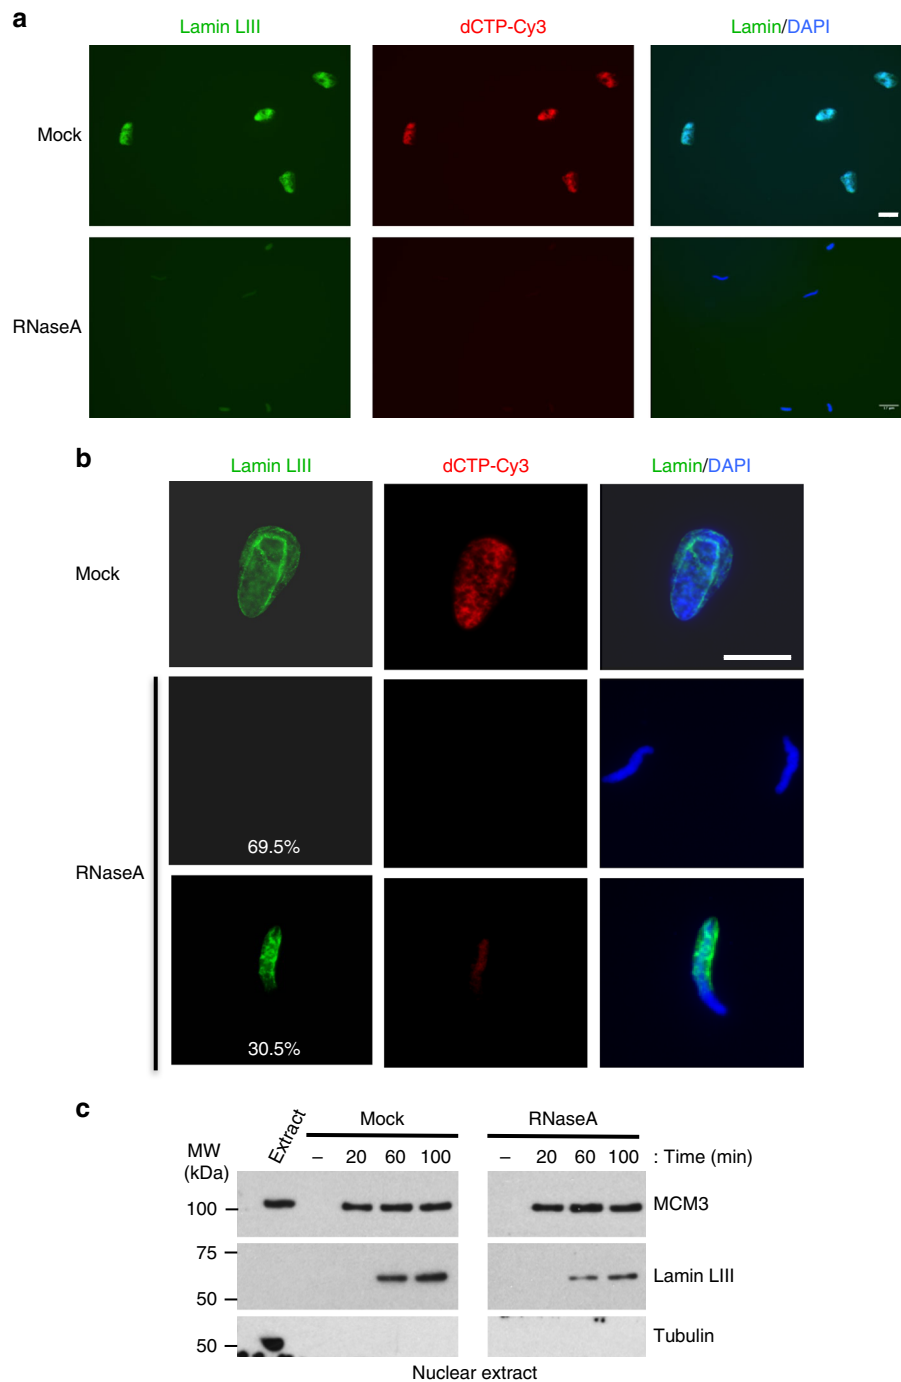 a
Lamin LIII dCTP-Cy3 Lamin/DAPI
Mock
RNaseA
b
Lamin LIII dCTP-Cy3 Lamin/DAPI
Mock
69.5%
RNaseA
30.5%
c
Extract Mock RNaseA
MW
(kDa)
– 20 60 100 – 20 60 100 : Time (min)
100 MCM3
75
50 Lamin LIII
50 Tubulin
Nuclear extract